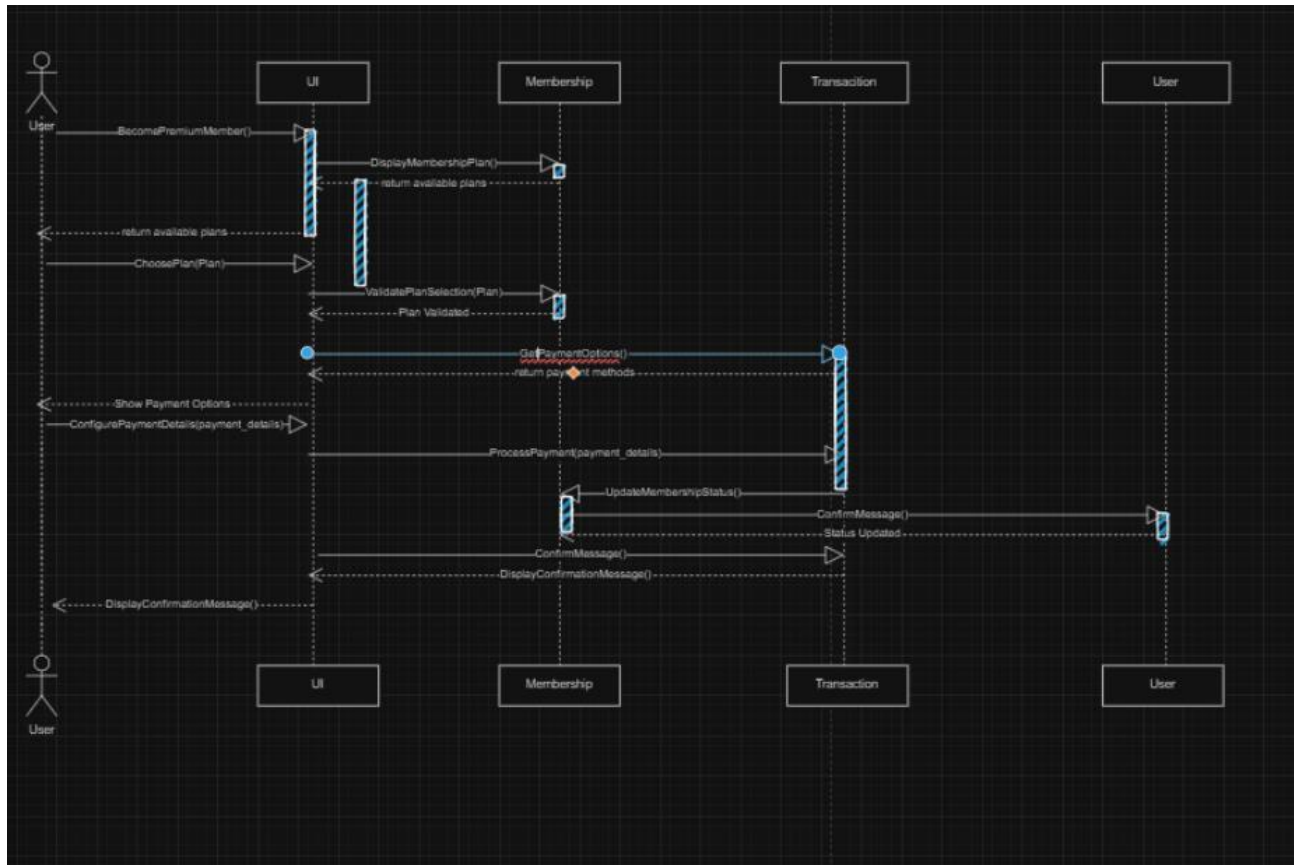 UI
Membership
Transacition
User
User
BecomePremiumMember()
DisplayMembershipPlan()
return available plans
return available plans
ChoosePlan(Plan)
ValidatePlanSelection(Plan)
Plan Validated
GetPaymentOptions()
return payment methods
Show Payment Options
ConfigurePaymentDetails(payment_details)
ProcessPayment(payment_details)
UpdateMembershipStatus()
ConfirmMessage()
Status Updated
ConfirmMessage()
DisplayConfirmationMessage()
DisplayConfirmationMessage()
UI
Membership
Transaction
User
User